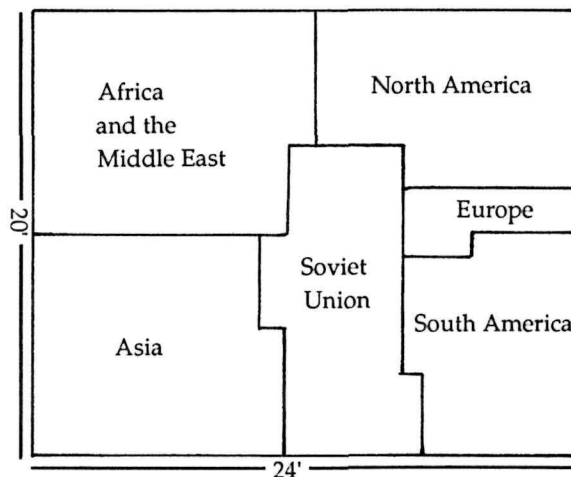 Africa
and the
Middle East
North America
Europe
Soviet
Union
South America
Asia
20'
24'